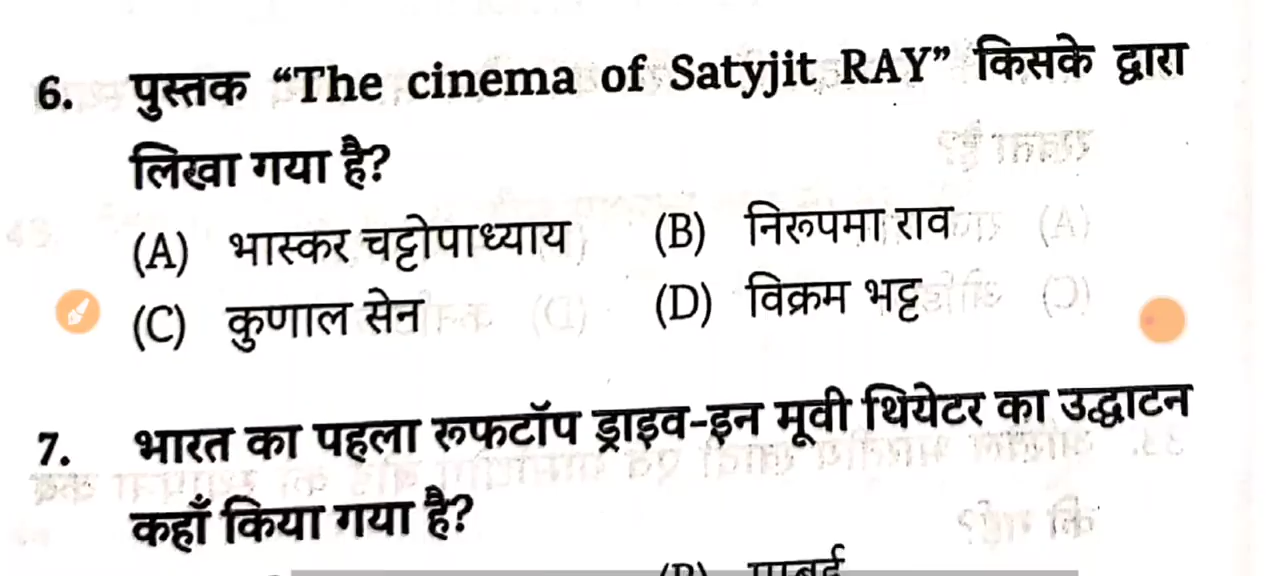 6. पुस्तक “The cinema of Satyjit RAY” किसके द्वारा
लिखा गया है?
(A) भास्कर चट्टोपाध्याय (B) निरूपमा राव
(C) कुणाल सेन (D) विक्रम भट्ट
7. भारत का पहला रूफटॉप ड्राइव-इन मूवी थियेटर का उद्घाटन
कहाँ किया गया है?
(B) मुम्बई